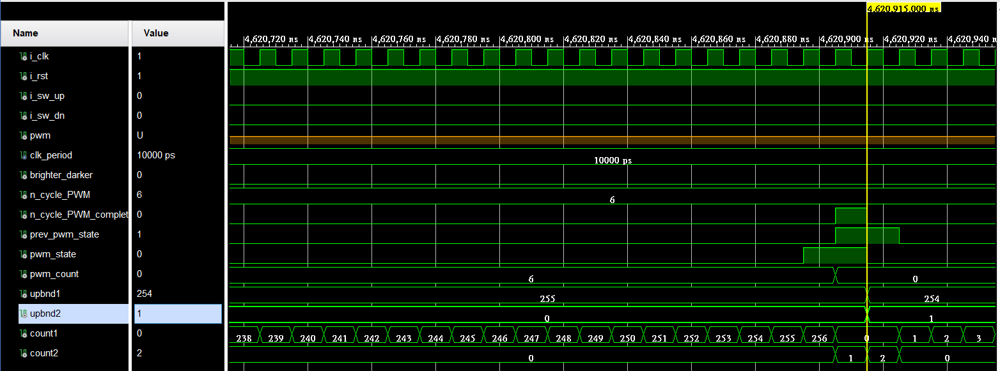 4,620,915.000 ns
Name Value
4,620,720 ns 4,620,740 ns 4,620,760 ns 4,620,780 ns 4,620,800 ns 4,620,820 ns 4,620,840 ns 4,620,860 ns 4,620,880 ns 4,620,900 ns 4,620,920 ns 4,620,940 n
i_clk 1
i_rst 1
i_sw_up 0
i_sw_dn 0
pwm U
clk_period 10000 ps 10000 ps
brighter_darker 0
n_cycle_PWM 6 6
n_cycle_PWM_complet 0
prev_pwm_state 1
pwm_state 0
pwm_count 0 6 0
upbnd1 254 255 254
upbnd2 1 0 1
count1 0 238 239 240 241 242 243 244 245 246 247 248 249 250 251 252 253 254 255 256 0 1 2 3
count2 2 0 1 2 0